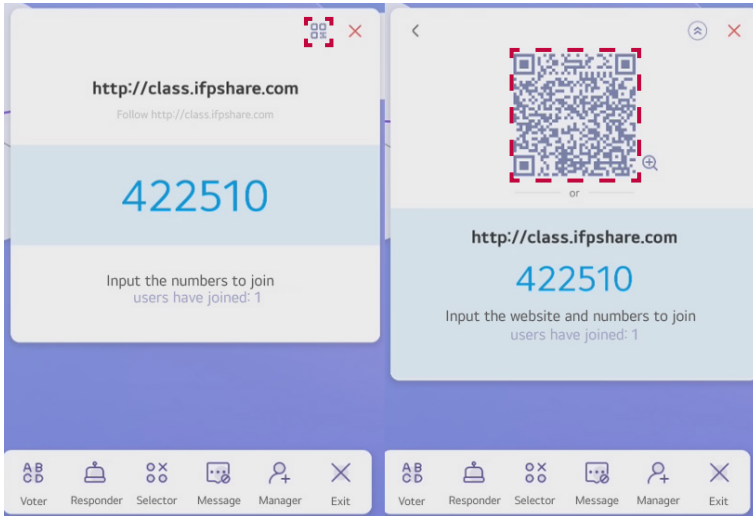 http://class.ifpshare.com
Follow http://class.ifpshare.com
422510
Input the numbers to join
users have joined: 1
A B
C D
Voter
Responder
Selector
Message
Manager
Exit
or
http://class.ifpshare.com
422510
Input the website and numbers to join
users have joined: 1
A B
C D
Voter
Responder
Selector
Message
Manager
Exit